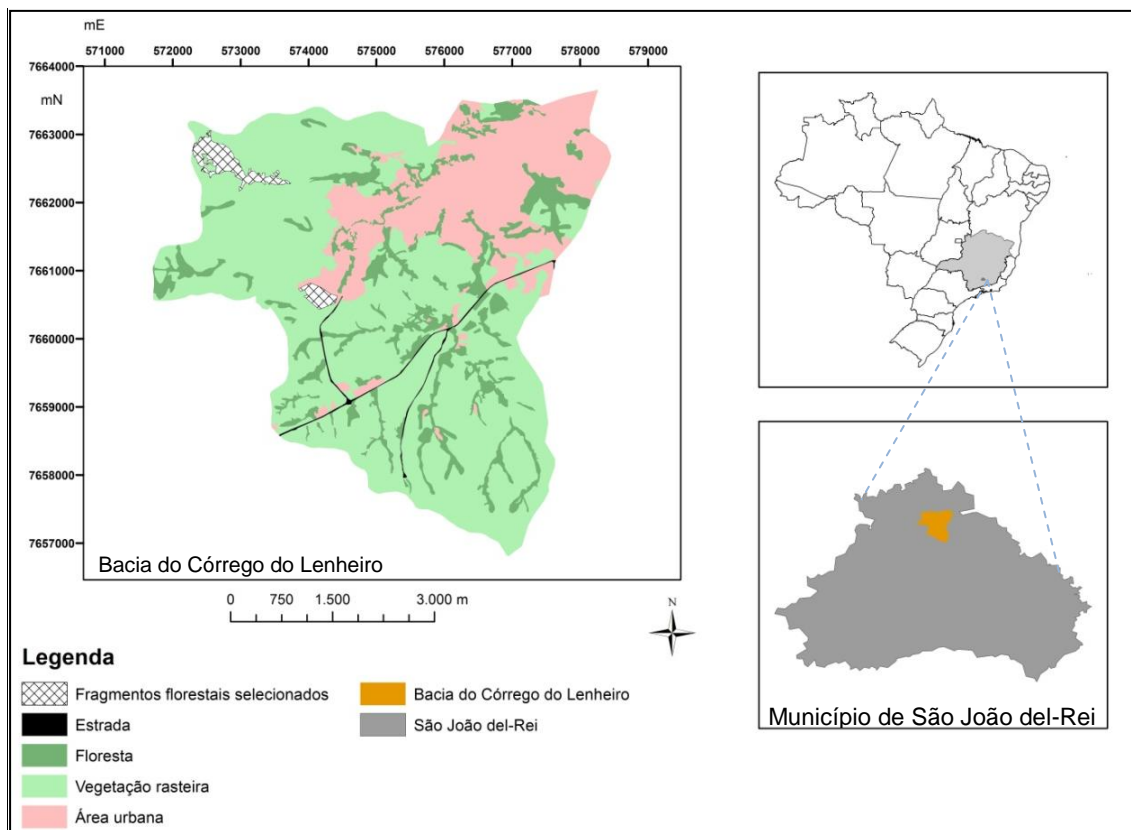 mE
571000 572000 573000 574000 575000 576000 577000 578000 579000
7664000
mN
7663000
7662000
7661000
7660000
7659000
7658000
7657000
Bacia do Córrego do Lenheiro
0 750 1.500 3.000 m
N
Município de São João del-Rei
Legenda
Fragmentos florestais selecionados
Estrada
Floresta
Vegetação rasteira
Área urbana
Bacia do Córrego do Lenheiro
São João del-Rei